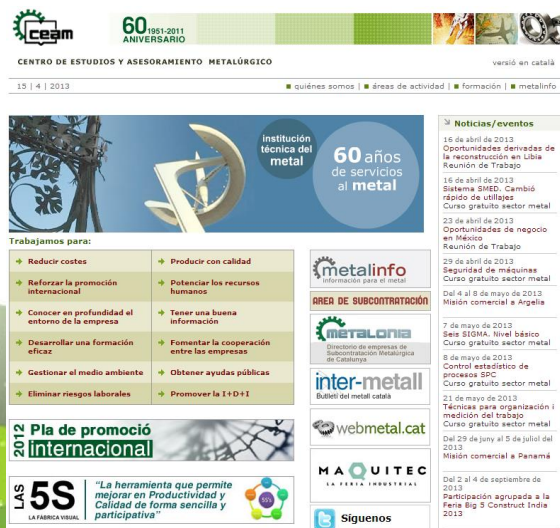 ceam
60 1951-2011
ANIVERSARIO
CENTRO DE ESTUDIOS Y ASESORAMIENTO METALÚRGICO
versió en català
15 | 4 | 2013
quiénes somos | áreas de actividad | formación | metalinfo
institución
técnica del
metal
60 años
de servicios
al metal
Trabajamos para:
Reducir costes
Producir con calidad
Reforzar la promoción
internacional
Potenciar los recursos
humanos
Conocer en profundidad el
entorno de la empresa
Tener una buena
información
Desarrollar una formación
eficaz
Fomentar la cooperación
entre las empresas
Gestionar el medio ambiente
Obtener ayudas públicas
Eliminar riesgos laborales
Promover la I+D+I
2012 Pla de promoció
internacional
LAS 5S
LA FÁBRICA VISUAL
"La herramienta que permite
mejorar en Productividad y
Calidad de forma sencilla y
participativa"
5S's
metalinfo
información para el metal
AREA DE SUBCONTRATACIÓN
METALONIA
Directorio de empresas de
Subcontratación Metalúrgica
de Catalunya
inter-metall
Butlletí del metall català
webmetal.cat
MAQUITEC
LA FERIA INDUSTRIAL
Síguenos
Noticias/eventos
16 de abril de 2013
Oportunidades derivadas de
la reconstrucción en Libia
Reunión de Trabajo
16 de abril de 2013
Sistema SMED. Cambió
rápido de utillajes
Curso gratuito sector metal
23 de abril de 2013
Oportunidades de negocio
en México
Reunión de Trabajo
29 de abril de 2013
Seguridad de máquinas
Curso gratuito sector metal
Del 4 al 8 de mayo de 2013
Misión comercial a Argelia
7 de mayo de 2013
Seis SIGMA. Nivel básico
Curso gratuito sector metal
8 de mayo de 2013
Control estadístico de
procesos SPC
Curso gratuito sector metal
21 de mayo de 2013
Técnicas para organización i
medición del trabajo
Curso gratuito sector metal
Del 29 de juny al 5 de juliol del
2013
Misión comercial a Panamá
Del 2 al 4 de septiembre de
2013
Participación agrupada a la
Feria Big 5 Construct India
2013